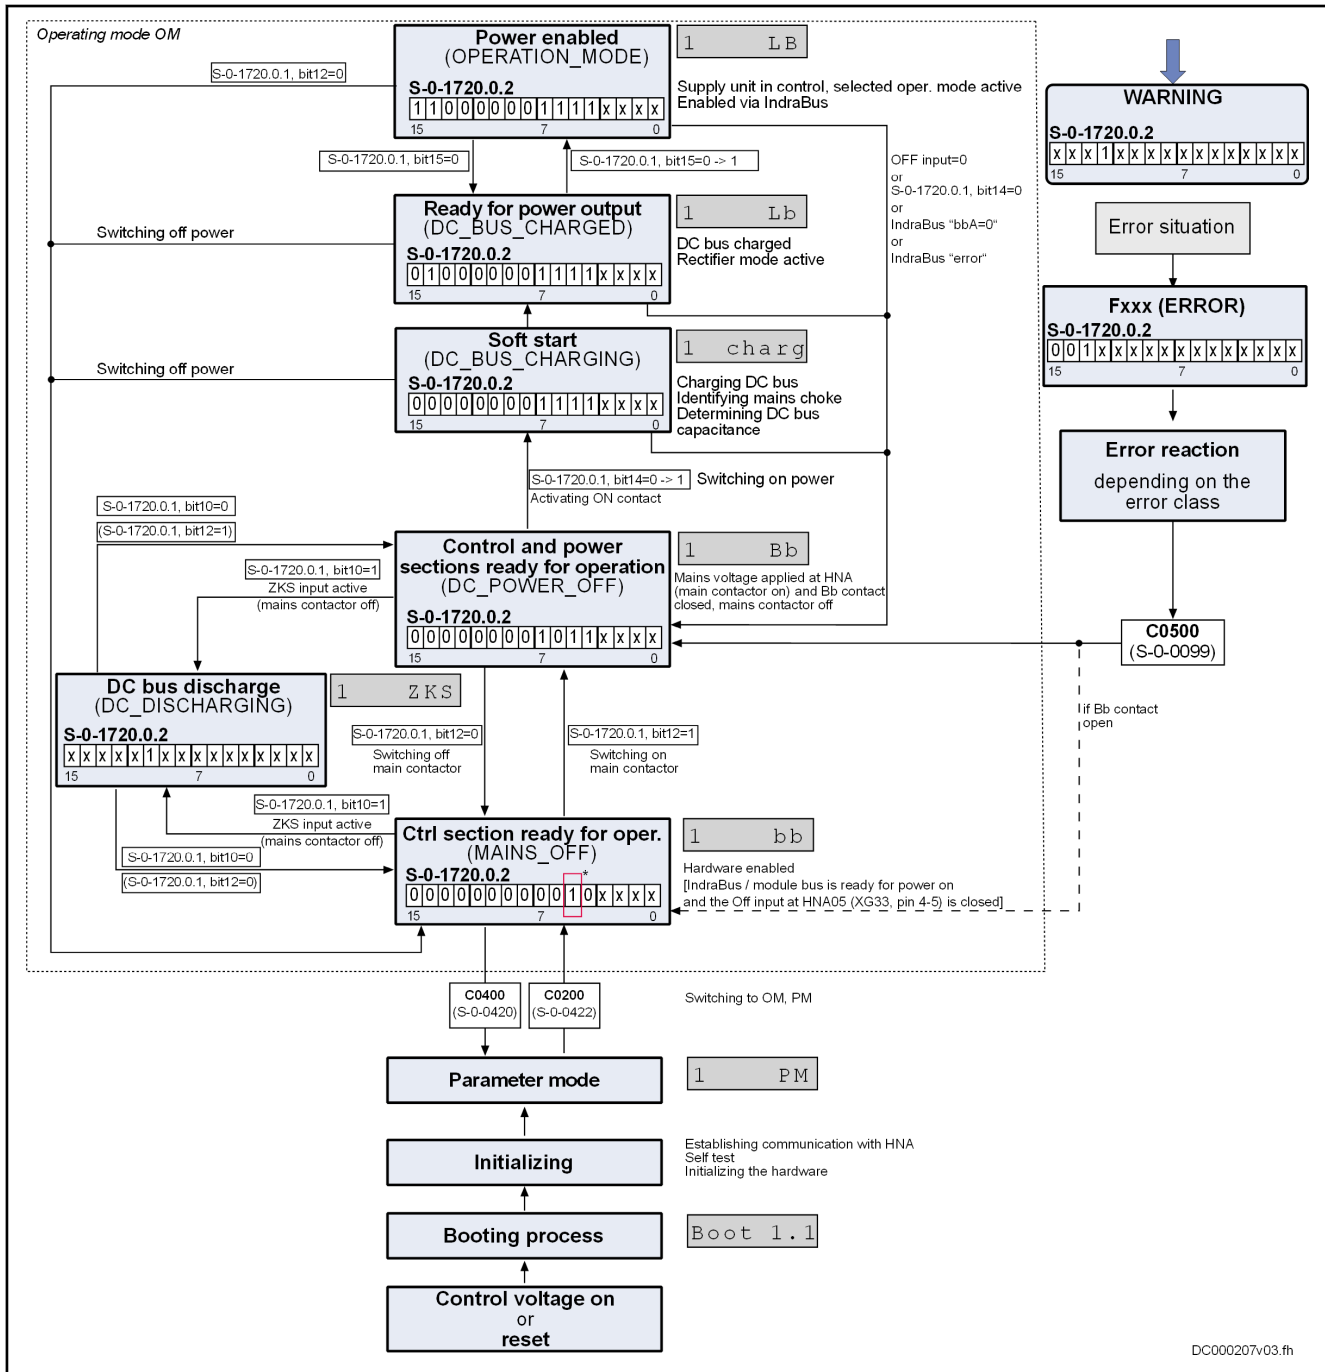 Operating mode OM
Power enabled
(OPERATION_MODE)
S-0-1720.0.2
1 1 0 0 0 0 0 0 1 1 1 1 x x x x
15 7 0
1 LB
Supply unit in control, selected oper. mode active
Enabled via IndraBus
S-0-1720.0.1, bit12=0
S-0-1720.0.1, bit15=0
S-0-1720.0.1, bit15=0 -> 1
OFF input=0
or
S-0-1720.0.1, bit14=0
or
IndraBus "bbA=0"
or
IndraBus "error"
WARNING
S-0-1720.0.2
x x x 1 x x x x x x x x x x x x
15 7 0
Error situation
Fxxx (ERROR)
S-0-1720.0.2
0 0 1 x x x x x x x x x x x x x
15 7 0
Error reaction
depending on the
error class
C0500
(S-0-0099)
if Bb contact
open
Switching off power
Ready for power output
(DC_BUS_CHARGED)
S-0-1720.0.2
0 1 0 0 0 0 0 0 1 1 1 1 x x x x
15 7 0
1 Lb
DC bus charged
Rectifier mode active
Switching off power
Soft start
(DC_BUS_CHARGING)
S-0-1720.0.2
0 0 0 0 0 0 0 0 1 1 1 1 x x x x
15 7 0
1 charg
Charging DC bus
Identifying mains choke
Determining DC bus
capacitance
S-0-1720.0.1, bit14=0 -> 1
Switching on power
Activating ON contact
S-0-1720.0.1, bit10=0
(S-0-1720.0.1, bit12=1)
S-0-1720.0.1, bit10=1
ZKS input active
(mains contactor off)
Control and power
sections ready for operation
(DC_POWER_OFF)
S-0-1720.0.2
0 0 0 0 0 0 0 0 1 0 1 1 x x x x
15 7 0
1 Bb
Mains voltage applied at HNA
(main contactor on) and Bb contact
closed, mains contactor off
DC bus discharge
(DC_DISCHARGING)
S-0-1720.0.2
x x x x x 1 x x x x x x x x x x
15 7 0
1 ZKS
S-0-1720.0.1, bit12=0
Switching off
main contactor
S-0-1720.0.1, bit12=1
Switching on
main contactor
S-0-1720.0.1, bit10=1
ZKS input active
(mains contactor off)
S-0-1720.0.1, bit10=0
(S-0-1720.0.1, bit12=0)
Ctrl section ready for oper.
(MAINS_OFF)
S-0-1720.0.2 *
0 0 0 0 0 0 0 0 0 0 1 0 x x x x
15 7 0
1 bb
Hardware enabled
[IndraBus / module bus is ready for power on
and the Off input at HNA05 (XG33, pin 4-5) is closed]
C0400
(S-0-0420)
C0200
(S-0-0422)
Switching to OM, PM
Parameter mode
1 PM
Initializing
Establishing communication with HNA
Self test
Initializing the hardware
Booting process
Boot 1.1
Control voltage on
or
reset
DC000207v03.fh